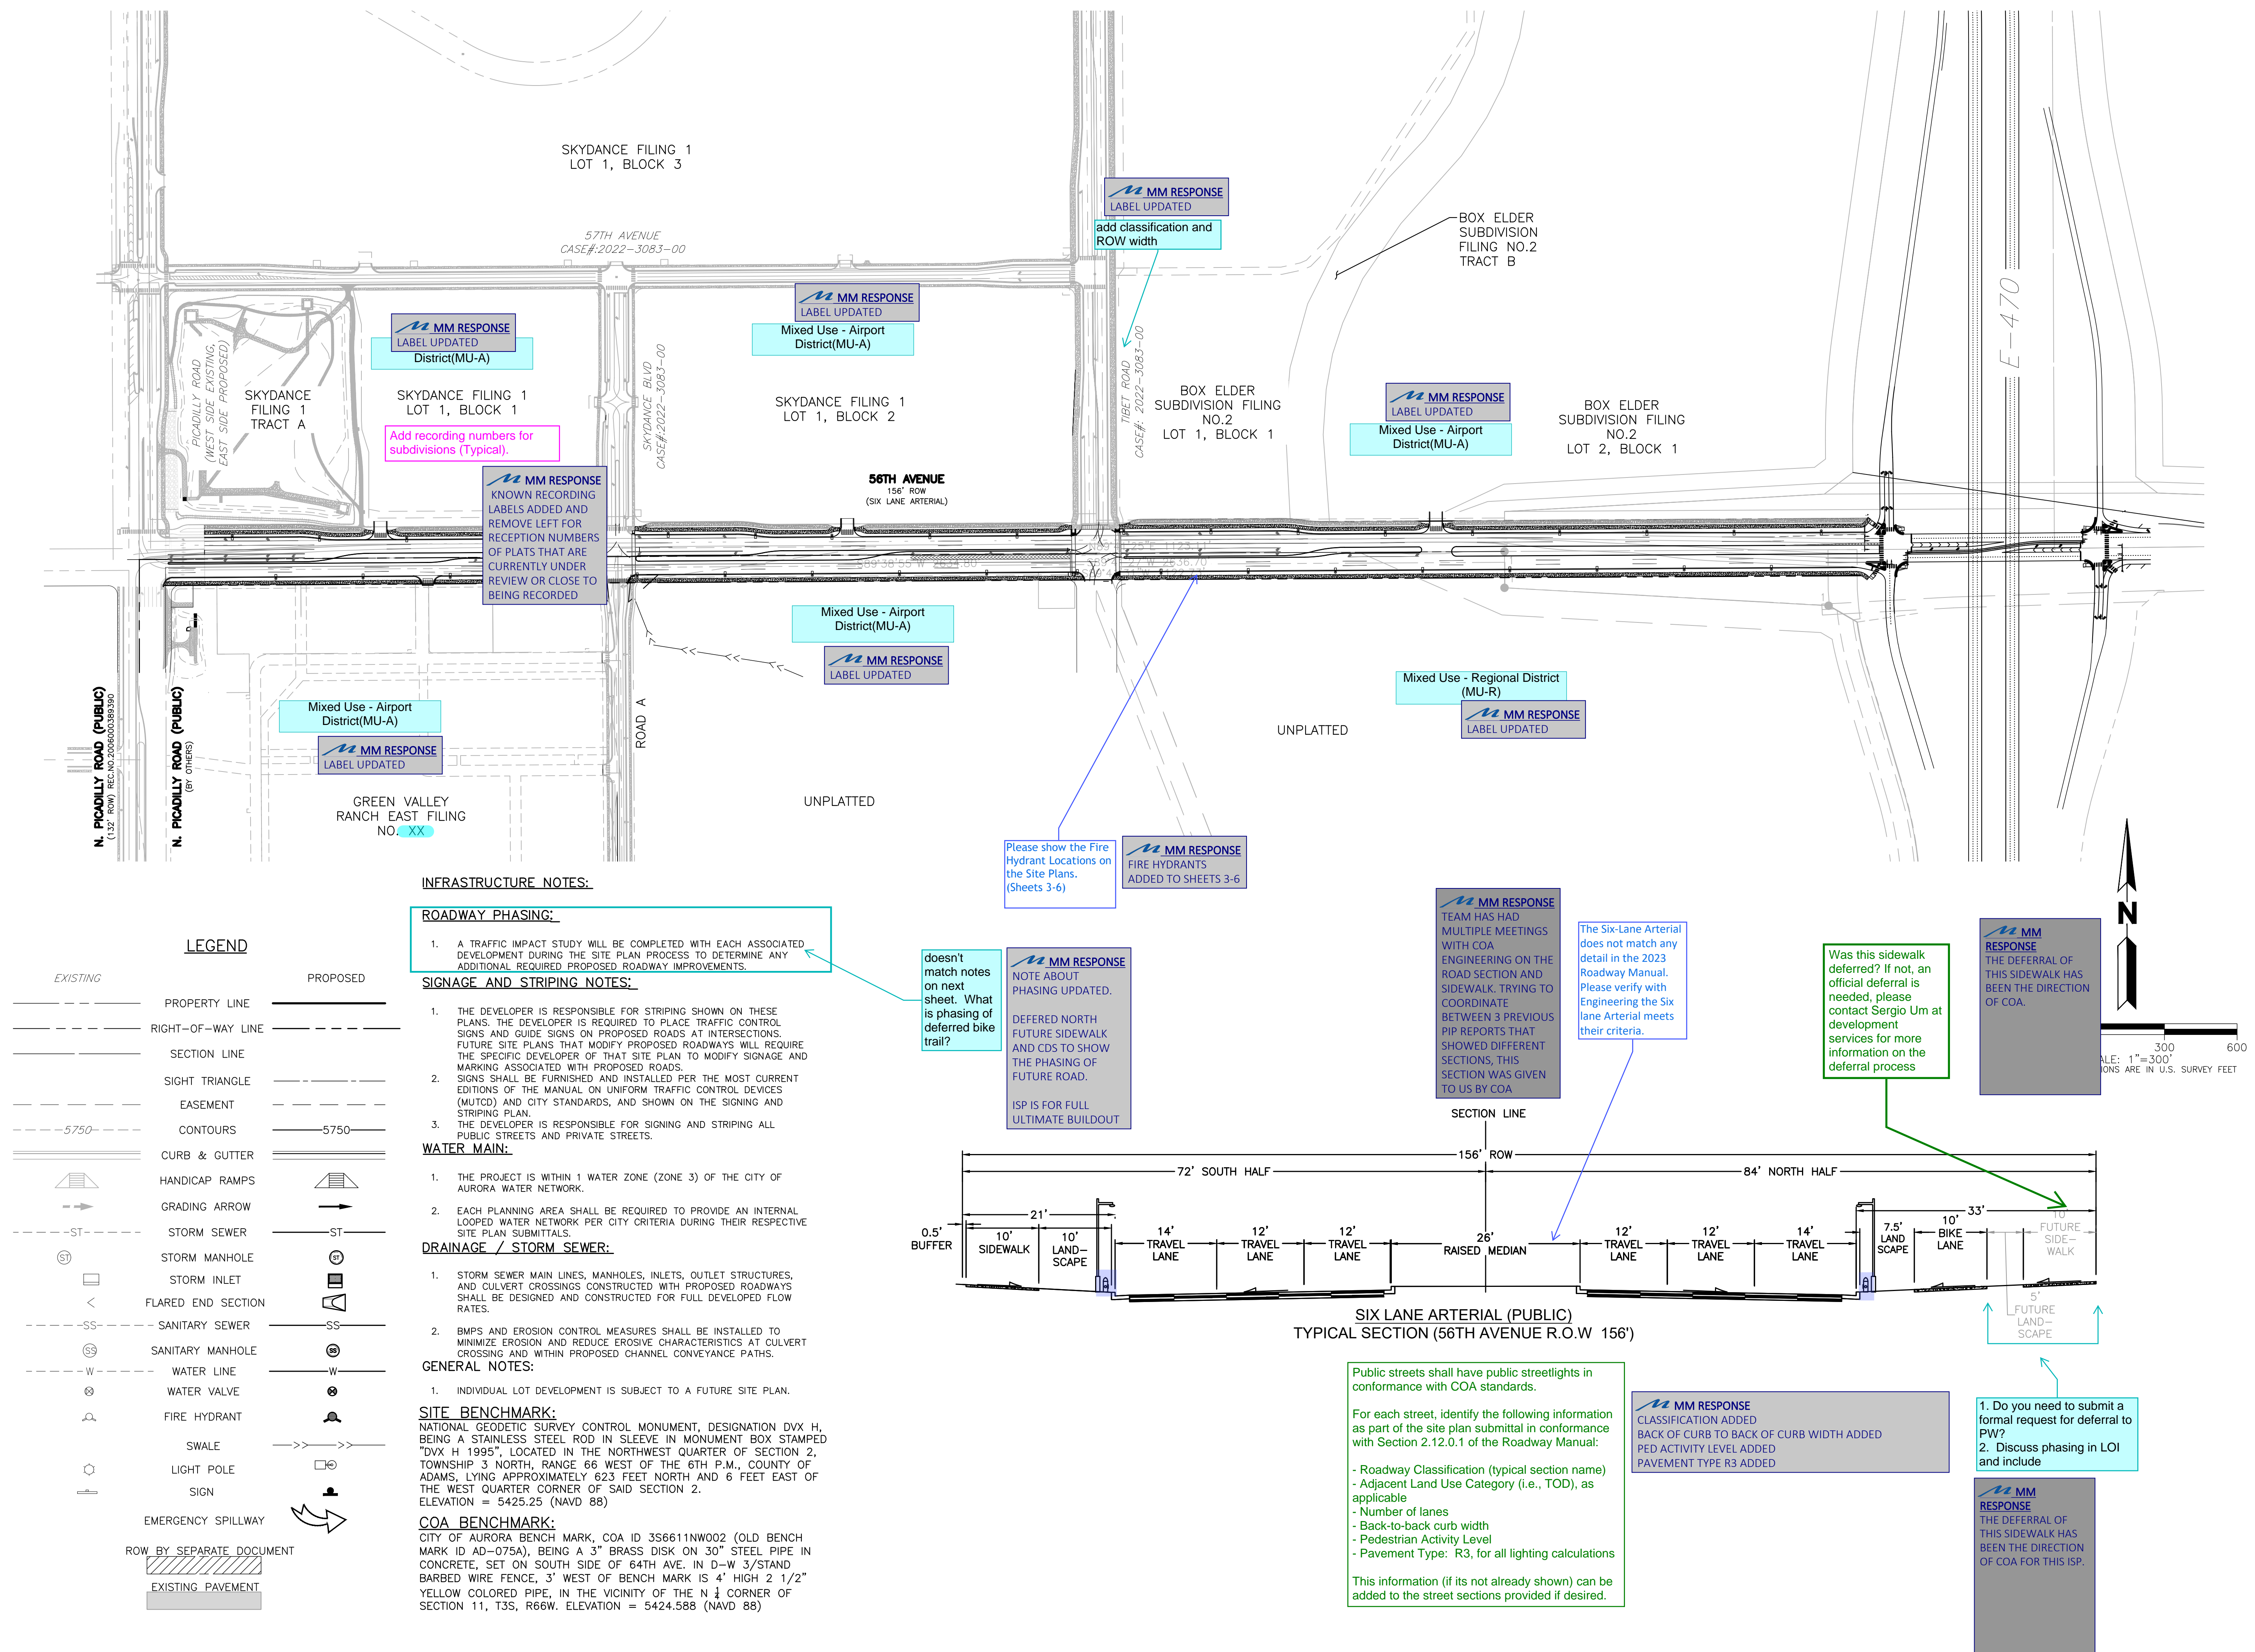 SKYDANCE FILING 1
LOT 1, BLOCK 3
MM RESPONSE
LABEL UPDATED
add classification and
ROW width
BOX ELDER
SUBDIVISION
FILING NO.2
TRACT B
57TH AVENUE
CASE#:2022-3083-00
E-470
MM RESPONSE
LABEL UPDATED
Mixed Use - Airport
District(MU-A)
MM RESPONSE
LABEL UPDATED
District(MU-A)
PICADILLY ROAD
(WEST SIDE EXISTING,
EAST SIDE PROPOSED)
SKYDANCE
FILING 1
TRACT A
SKYDANCE FILING 1
LOT 1, BLOCK 1
SKYDANCE BLVD
CASE#:2022-3083-00
SKYDANCE FILING 1
LOT 1, BLOCK 2
TIBET ROAD
CASE#: 2022-3083-00
BOX ELDER
SUBDIVISION FILING
NO.2
LOT 1, BLOCK 1
MM RESPONSE
LABEL UPDATED
Mixed Use - Airport
District(MU-A)
BOX ELDER
SUBDIVISION FILING
NO.2
LOT 2, BLOCK 1
Add recording numbers for
subdivisions (Typical).
MM RESPONSE
KNOWN RECORDING
LABELS ADDED AND
REMOVE LEFT FOR
RECEPTION NUMBERS
OF PLATS THAT ARE
CURRENTLY UNDER
REVIEW OR CLOSE TO
BEING RECORDED
56TH AVENUE
156' ROW
(SIX LANE ARTERIAL)
Mixed Use - Airport
District(MU-A)
MM RESPONSE
LABEL UPDATED
Mixed Use - Regional District
(MU-R)
MM RESPONSE
LABEL UPDATED
UNPLATTED
N. PICADILLY ROAD (PUBLIC)
(132' ROW) REC.NO.2006000389390
N. PICADILLY ROAD (PUBLIC)
(BY OTHERS)
Mixed Use - Airport
District(MU-A)
MM RESPONSE
LABEL UPDATED
ROAD A
GREEN VALLEY
RANCH EAST FILING
NO. XX
UNPLATTED
Please show the Fire
Hydrant Locations on
the Site Plans.
(Sheets 3-6)
MM RESPONSE
FIRE HYDRANTS
ADDED TO SHEETS 3-6
N
300
600
ALE: 1"=300'
IONS ARE IN U.S. SURVEY FEET
LEGEND
EXISTING
PROPOSED
PROPERTY LINE
RIGHT-OF-WAY LINE
SECTION LINE
SIGHT TRIANGLE
EASEMENT
5750 CONTOURS 5750
CURB & GUTTER
HANDICAP RAMPS
GRADING ARROW
ST STORM SEWER ST
ST STORM MANHOLE ST
STORM INLET
FLARED END SECTION
SS SANITARY SEWER SS
SS SANITARY MANHOLE SS
W WATER LINE W
WATER VALVE
FIRE HYDRANT
SWALE
LIGHT POLE
SIGN
EMERGENCY SPILLWAY
ROW BY SEPARATE DOCUMENT
EXISTING PAVEMENT
INFRASTRUCTURE NOTES:
ROADWAY PHASING:
1. A TRAFFIC IMPACT STUDY WILL BE COMPLETED WITH EACH ASSOCIATED
DEVELOPMENT DURING THE SITE PLAN PROCESS TO DETERMINE ANY
ADDITIONAL REQUIRED PROPOSED ROADWAY IMPROVEMENTS.
SIGNAGE AND STRIPING NOTES:
1. THE DEVELOPER IS RESPONSIBLE FOR STRIPING SHOWN ON THESE
PLANS. THE DEVELOPER IS REQUIRED TO PLACE TRAFFIC CONTROL
SIGNS AND GUIDE SIGNS ON PROPOSED ROADS AT INTERSECTIONS.
FUTURE SITE PLANS THAT MODIFY PROPOSED ROADWAYS WILL REQUIRE
THE SPECIFIC DEVELOPER OF THAT SITE PLAN TO MODIFY SIGNAGE AND
MARKING ASSOCIATED WITH PROPOSED ROADS.
2. SIGNS SHALL BE FURNISHED AND INSTALLED PER THE MOST CURRENT
EDITIONS OF THE MANUAL ON UNIFORM TRAFFIC CONTROL DEVICES
(MUTCD) AND CITY STANDARDS, AND SHOWN ON THE SIGNING AND
STRIPING PLAN.
3. THE DEVELOPER IS RESPONSIBLE FOR SIGNING AND STRIPING ALL
PUBLIC STREETS AND PRIVATE STREETS.
WATER MAIN:
1. THE PROJECT IS WITHIN 1 WATER ZONE (ZONE 3) OF THE CITY OF
AURORA WATER NETWORK.
2. EACH PLANNING AREA SHALL BE REQUIRED TO PROVIDE AN INTERNAL
LOOPED WATER NETWORK PER CITY CRITERIA DURING THEIR RESPECTIVE
SITE PLAN SUBMITTALS.
DRAINAGE / STORM SEWER:
1. STORM SEWER MAIN LINES, MANHOLES, INLETS, OUTLET STRUCTURES,
AND CULVERT CROSSINGS CONSTRUCTED WITH PROPOSED ROADWAYS
SHALL BE DESIGNED AND CONSTRUCTED FOR FULL DEVELOPED FLOW
RATES.
2. BMPS AND EROSION CONTROL MEASURES SHALL BE INSTALLED TO
MINIMIZE EROSION AND REDUCE EROSIVE CHARACTERISTICS AT CULVERT
CROSSING AND WITHIN PROPOSED CHANNEL CONVEYANCE PATHS.
GENERAL NOTES:
1. INDIVIDUAL LOT DEVELOPMENT IS SUBJECT TO A FUTURE SITE PLAN.
SITE BENCHMARK:
NATIONAL GEODETIC SURVEY CONTROL MONUMENT, DESIGNATION DVX H,
BEING A STAINLESS STEEL ROD IN SLEEVE IN MONUMENT BOX STAMPED
"DVX H 1995", LOCATED IN THE NORTHWEST QUARTER OF SECTION 2,
TOWNSHIP 3 NORTH, RANGE 66 WEST OF THE 6TH P.M., COUNTY OF
ADAMS, LYING APPROXIMATELY 623 FEET NORTH AND 6 FEET EAST OF
THE WEST QUARTER CORNER OF SAID SECTION 2.
ELEVATION = 5425.25 (NAVD 88)
COA BENCHMARK:
CITY OF AURORA BENCH MARK, COA ID 3S6611NW002 (OLD BENCH
MARK ID AD-075A), BEING A 3" BRASS DISK ON 30" STEEL PIPE IN
CONCRETE, SET ON SOUTH SIDE OF 64TH AVE. IN D-W 3/STAND
BARBED WIRE FENCE, 3' WEST OF BENCH MARK IS 4' HIGH 2 1/2"
YELLOW COLORED PIPE, IN THE VICINITY OF THE N ¼ CORNER OF
SECTION 11, T3S, R66W. ELEVATION = 5424.588 (NAVD 88)
doesn't
match notes
on next
sheet. What
is phasing of
deferred bike
trail?
MM RESPONSE
NOTE ABOUT
PHASING UPDATED.
DEFERED NORTH
FUTURE SIDEWALK
AND CDS TO SHOW
THE PHASING OF
FUTURE ROAD.
ISP IS FOR FULL
ULTIMATE BUILDOUT
MM RESPONSE
TEAM HAS HAD
MULTIPLE MEETINGS
WITH COA
ENGINEERING ON THE
ROAD SECTION AND
SIDEWALK. TRYING TO
COORDINATE
BETWEEN 3 PREVIOUS
PIP REPORTS THAT
SHOWED DIFFERENT
SECTIONS, THIS
SECTION WAS GIVEN
TO US BY COA
The Six-Lane Arterial
does not match any
detail in the 2023
Roadway Manual.
Please verify with
Engineering the Six
lane Arterial meets
their criteria.
Was this sidewalk
deferred? If not, an
official deferral is
needed, please
contact Sergio Um at
development
services for more
information on the
deferral process
MM
RESPONSE
THE DEFERRAL OF
THIS SIDEWALK HAS
BEEN THE DIRECTION
OF COA.
SECTION LINE
156' ROW
72' SOUTH HALF
84' NORTH HALF
21'
33'
0.5'
BUFFER
10'
SIDEWALK
10'
LAND-
SCAPE
14'
TRAVEL
LANE
12'
TRAVEL
LANE
12'
TRAVEL
LANE
26'
RAISED MEDIAN
12'
TRAVEL
LANE
12'
TRAVEL
LANE
14'
TRAVEL
LANE
7.5'
LAND
SCAPE
10'
BIKE
LANE
10'
FUTURE
SIDE-
WALK
5'
FUTURE
LAND-
SCAPE
SIX LANE ARTERIAL (PUBLIC)
TYPICAL SECTION (56TH AVENUE R.O.W 156')
Public streets shall have public streetlights in
conformance with COA standards.
For each street, identify the following information
as part of the site plan submittal in conformance
with Section 2.12.0.1 of the Roadway Manual:
- Roadway Classification (typical section name)
- Adjacent Land Use Category (i.e., TOD), as
applicable
- Number of lanes
- Back-to-back curb width
- Pedestrian Activity Level
- Pavement Type: R3, for all lighting calculations
This information (if its not already shown) can be
added to the street sections provided if desired.
MM RESPONSE
CLASSIFICATION ADDED
BACK OF CURB TO BACK OF CURB WIDTH ADDED
PED ACTIVITY LEVEL ADDED
PAVEMENT TYPE R3 ADDED
1. Do you need to submit a
formal request for deferral to
PW?
2. Discuss phasing in LOI
and include
MM
RESPONSE
THE DEFERRAL OF
THIS SIDEWALK HAS
BEEN THE DIRECTION
OF COA FOR THIS ISP.